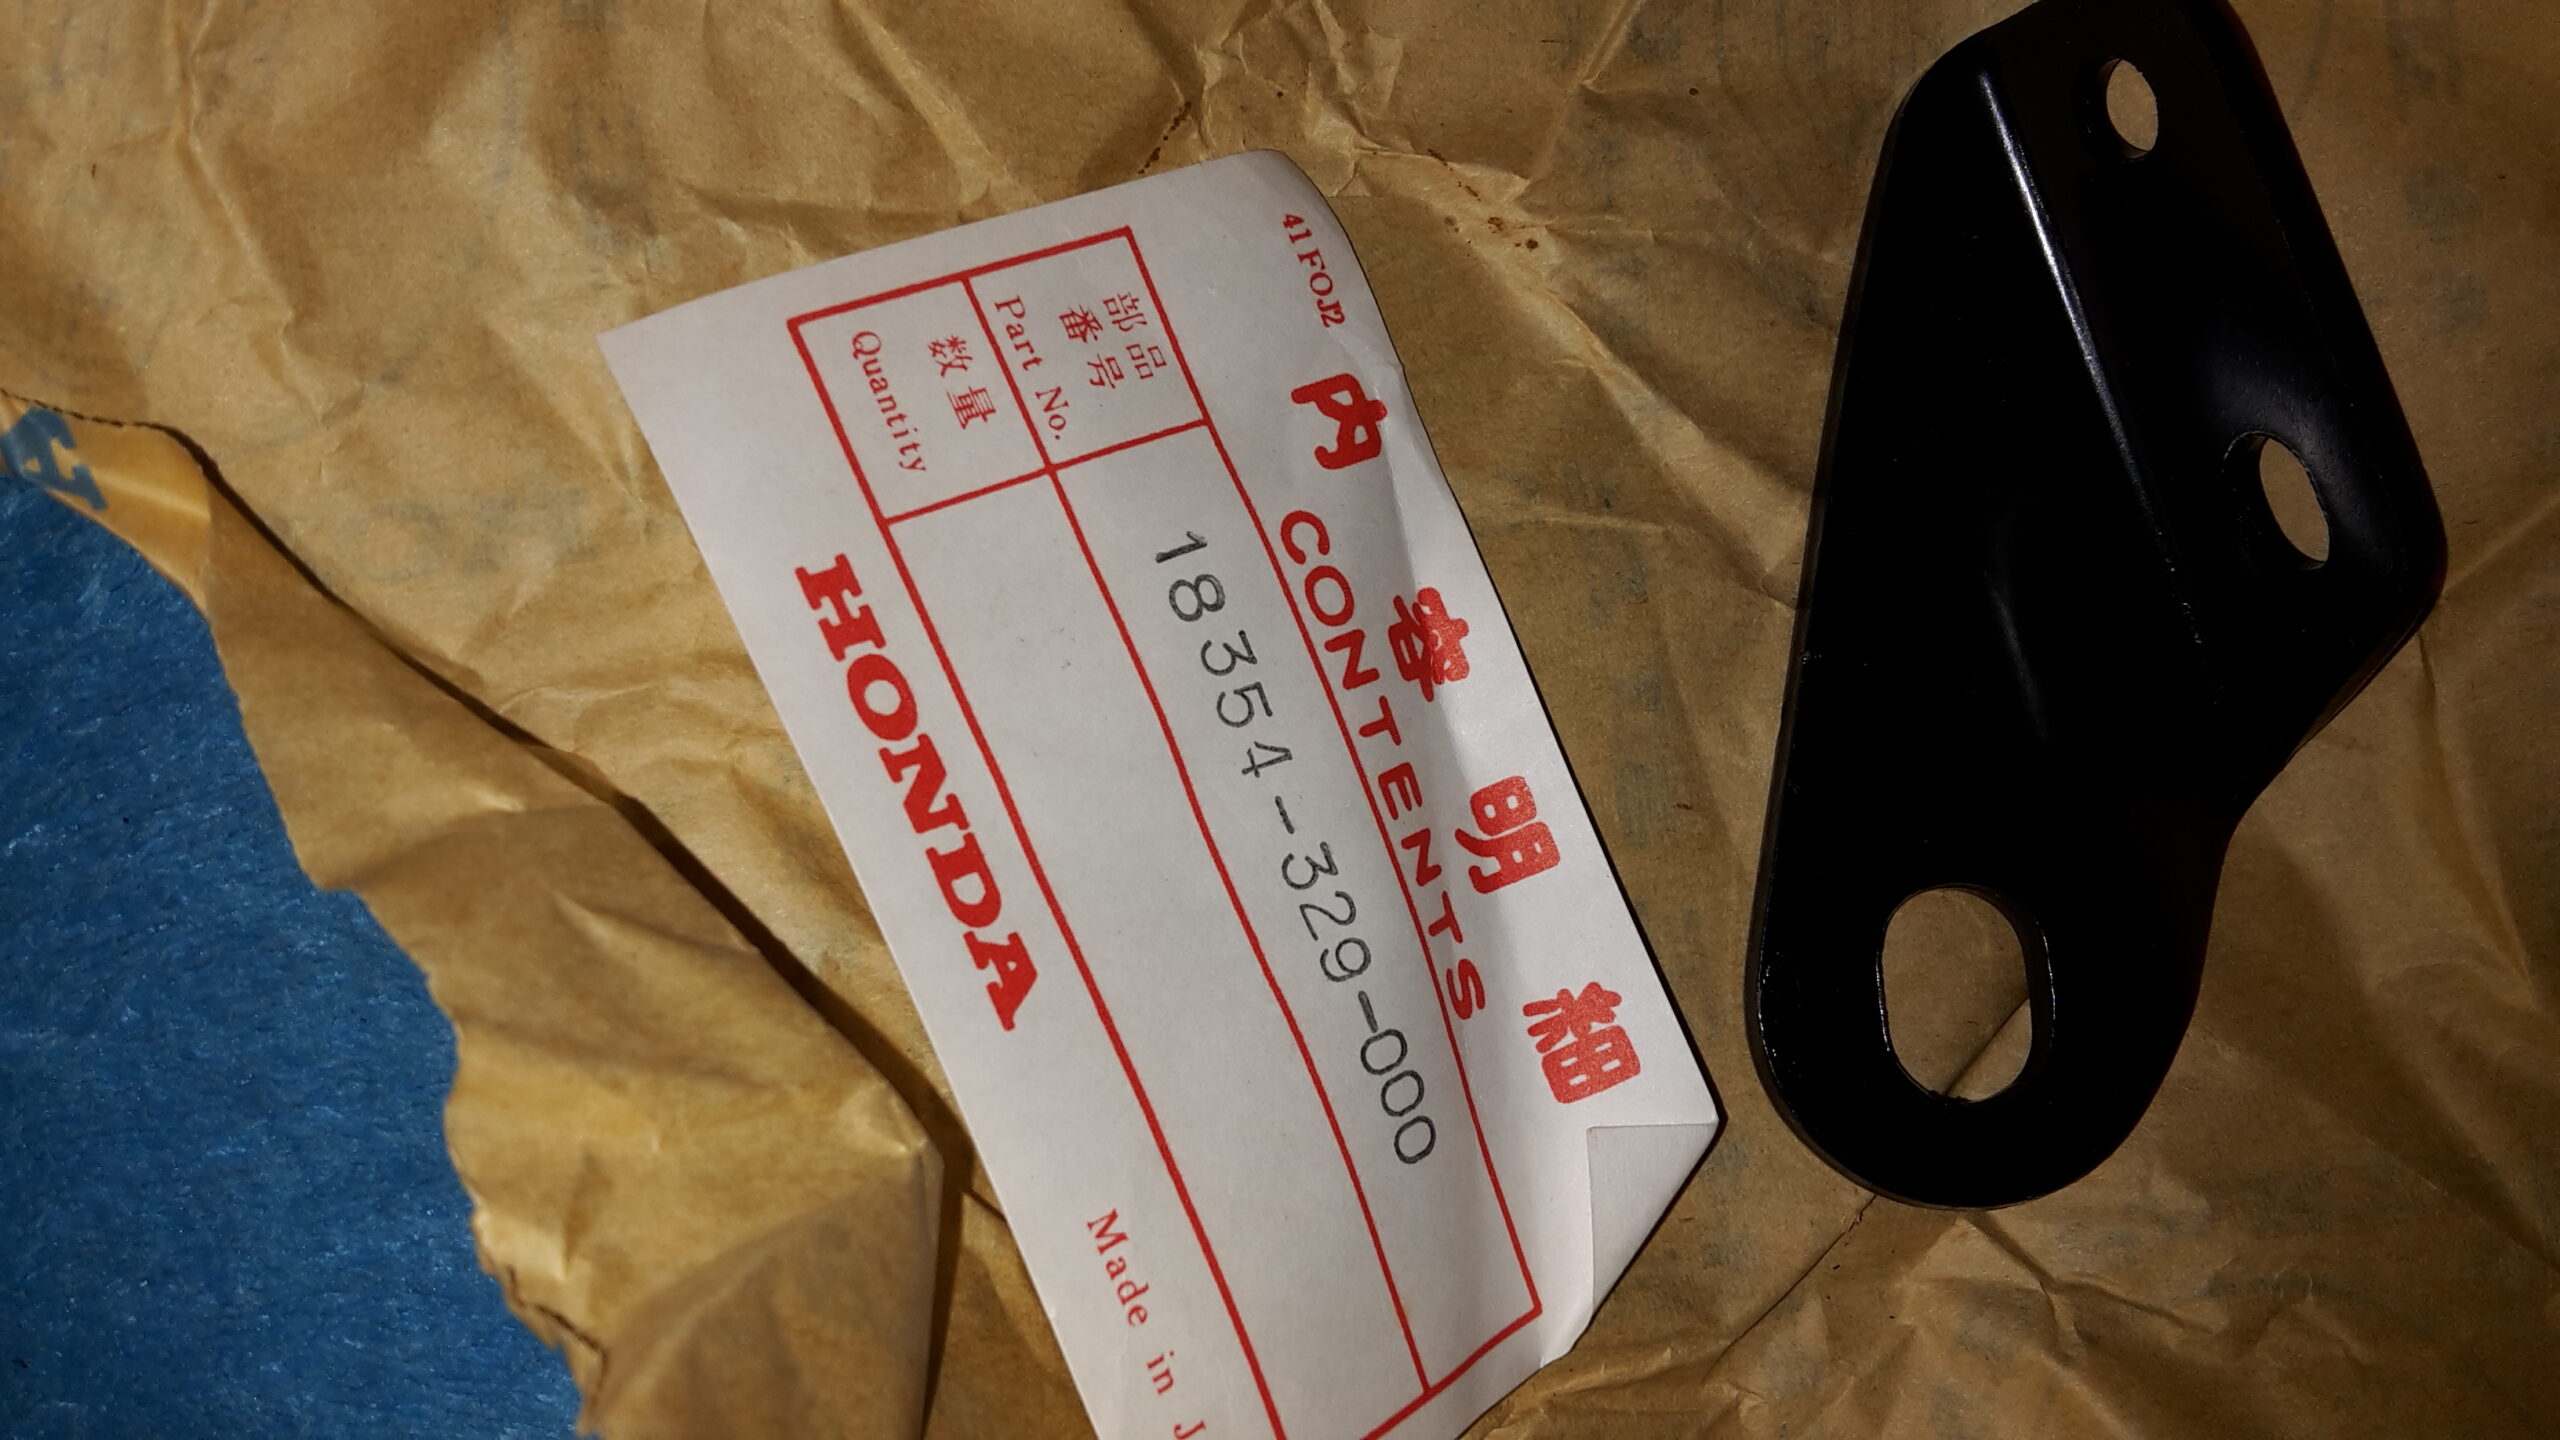 41FOJ2
内容明細
CONTENTS
部品
番号
Part No.
18354-329-000
数量
Quantity
HONDA
Made in J
A